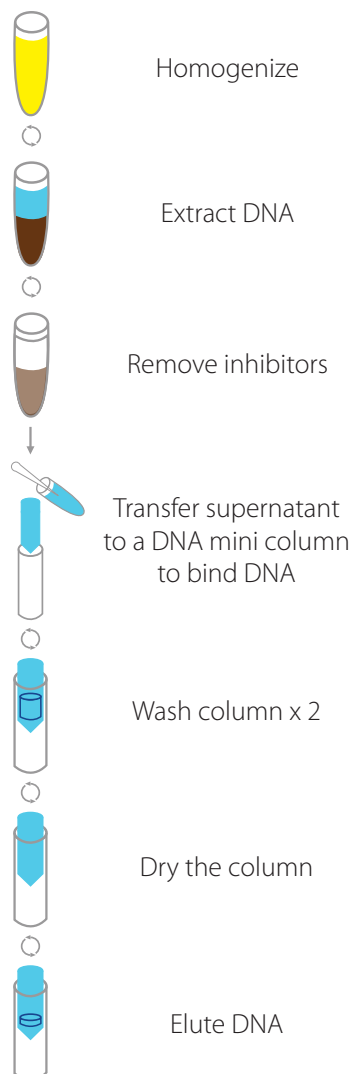 Homogenize
Extract DNA
Remove inhibitors
Transfer supernatant
to a DNA mini column
to bind DNA
Wash column x 2
Dry the column
Elute DNA